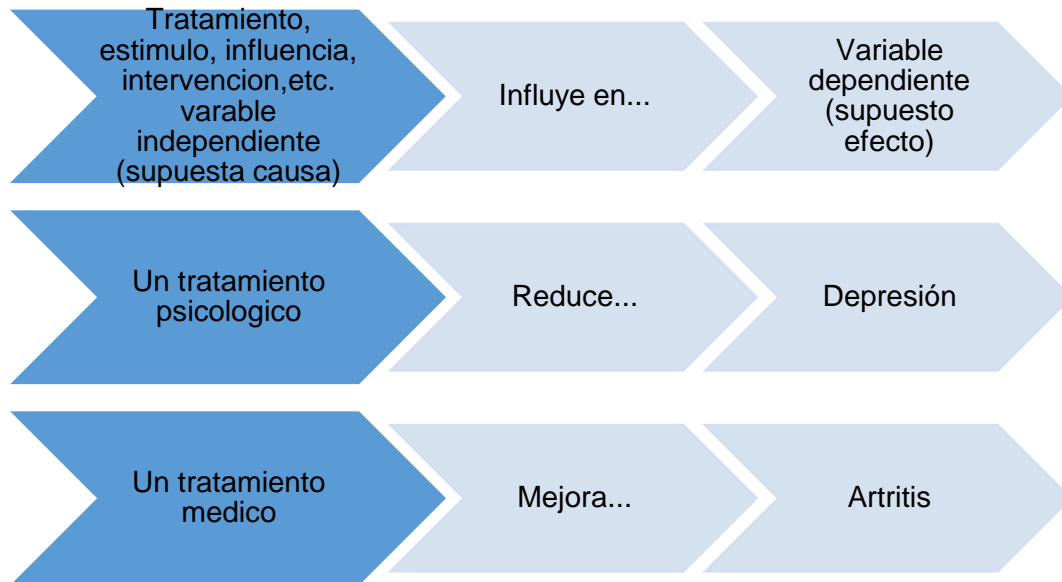 Tratamiento,
estimulo, influencia,
intervencion,etc.
varable
independiente
(supuesta causa)
Influye en...
Variable
dependiente
(supuesto
efecto)
Un tratamiento
psicologico
Reduce...
Depresión
Un tratamiento
medico
Mejora...
Artritis